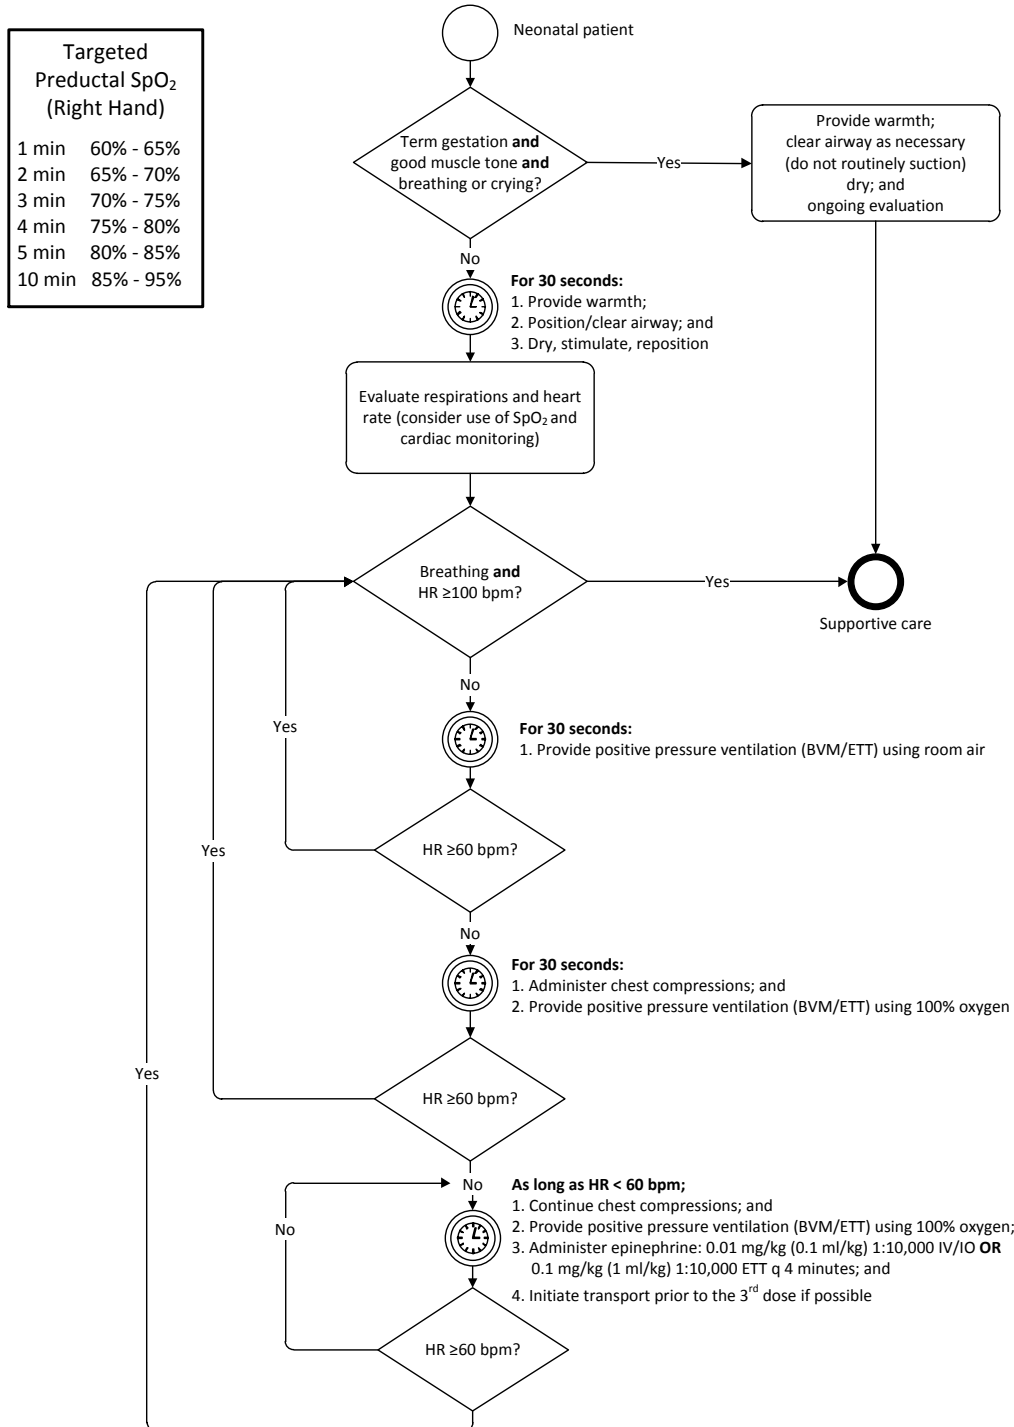 Neonatal patient
Targeted
Preductal SpO₂
(Right Hand)
1 min 60% - 65%
2 min 65% - 70%
3 min 70% - 75%
4 min 75% - 80%
5 min 80% - 85%
10 min 85% - 95%
Term gestation and
good muscle tone and
breathing or crying?
Yes
Provide warmth;
clear airway as necessary
(do not routinely suction)
dry; and
ongoing evaluation
No
For 30 seconds:
1. Provide warmth;
2. Position/clear airway; and
3. Dry, stimulate, reposition
Evaluate respirations and heart
rate (consider use of SpO₂ and
cardiac monitoring)
Breathing and
HR ≥100 bpm?
Yes
Supportive care
No
Yes
For 30 seconds:
1. Provide positive pressure ventilation (BVM/ETT) using room air
HR ≥60 bpm?
Yes
No
For 30 seconds:
1. Administer chest compressions; and
2. Provide positive pressure ventilation (BVM/ETT) using 100% oxygen
Yes
HR ≥60 bpm?
No
As long as HR < 60 bpm;
1. Continue chest compressions; and
2. Provide positive pressure ventilation (BVM/ETT) using 100% oxygen;
3. Administer epinephrine: 0.01 mg/kg (0.1 ml/kg) 1:10,000 IV/IO OR
0.1 mg/kg (1 ml/kg) 1:10,000 ETT q 4 minutes; and
4. Initiate transport prior to the 3rd dose if possible
No
HR ≥60 bpm?